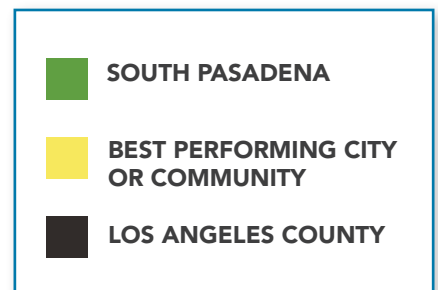 SOUTH PASADENA
BEST PERFORMING CITY
OR COMMUNITY
LOS ANGELES COUNTY